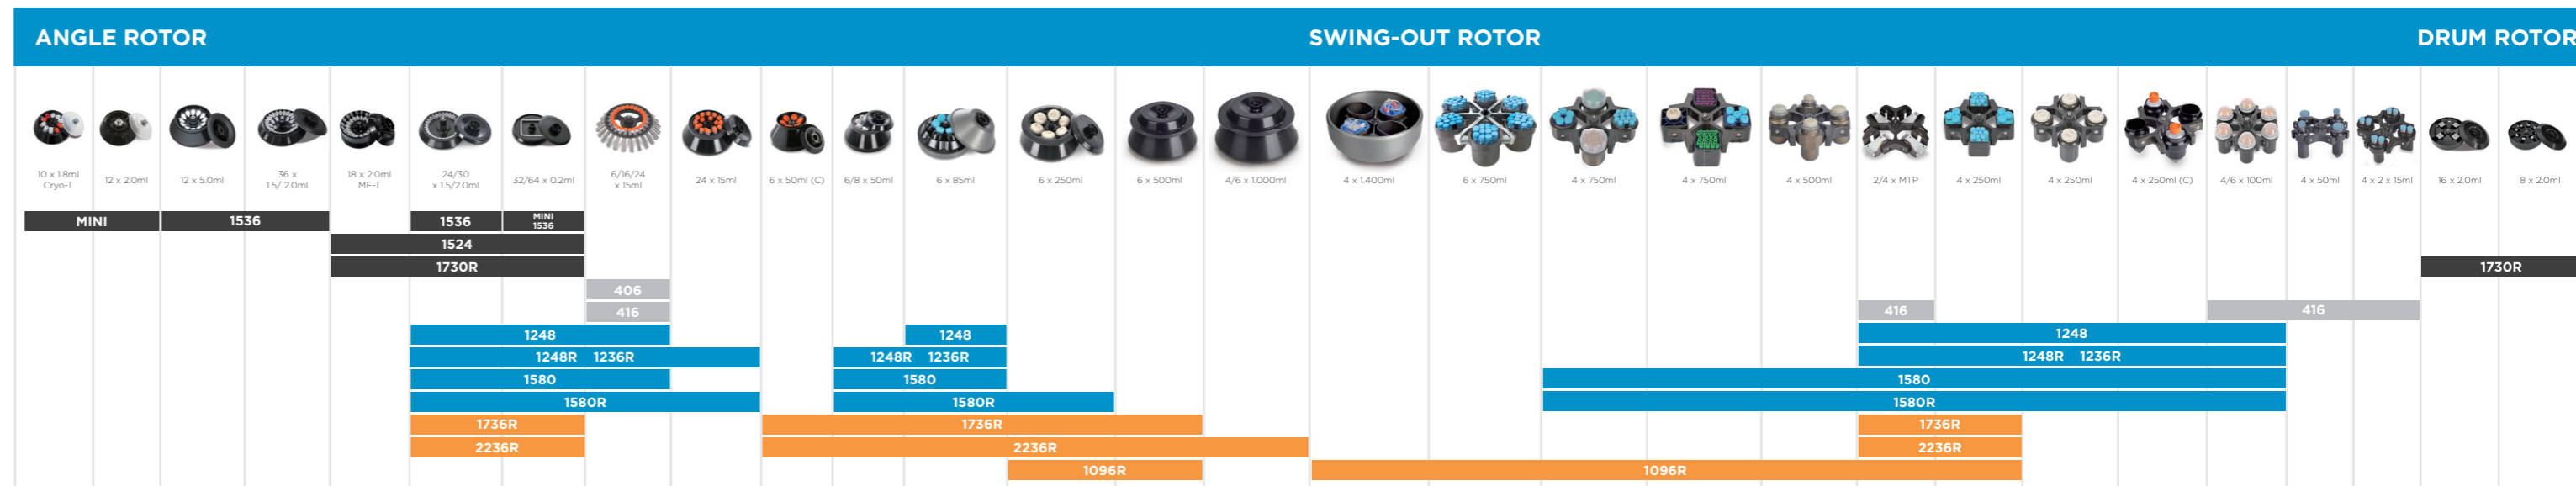 ANGLE ROTOR
SWING-OUT ROTOR
DRUM ROTOR
10 x 1.8ml
Cryo-T
12 x 2.0ml
12 x 5.0ml
36 x
1.5/ 2.0ml
18 x 2.0ml
MF-T
24/30
x 1.5/2.0ml
32/64 x 0.2ml
6/16/24
x 15ml
24 x 15ml
6 x 50ml (C)
6/8 x 50ml
6 x 85ml
6 x 250ml
6 x 500ml
4/6 x 1.000ml
4 x 1.400ml
6 x 750ml
4 x 750ml
4 x 750ml
4 x 500ml
2/4 x MTP
4 x 250ml
4 x 250ml
4 x 250ml (C)
4/6 x 100ml
4 x 50ml
4 x 2 x 15ml
16 x 2.0ml
8 x 2.0ml
MINI
1536
1536
MINI
1536
1524
1730R
1730R
406
416
416
416
1248
1248
1248
1248R 1236R
1248R 1236R
1248R 1236R
1580
1580
1580
1580R
1580R
1580R
1736R
1736R
1736R
2236R
2236R
2236R
1096R
1096R